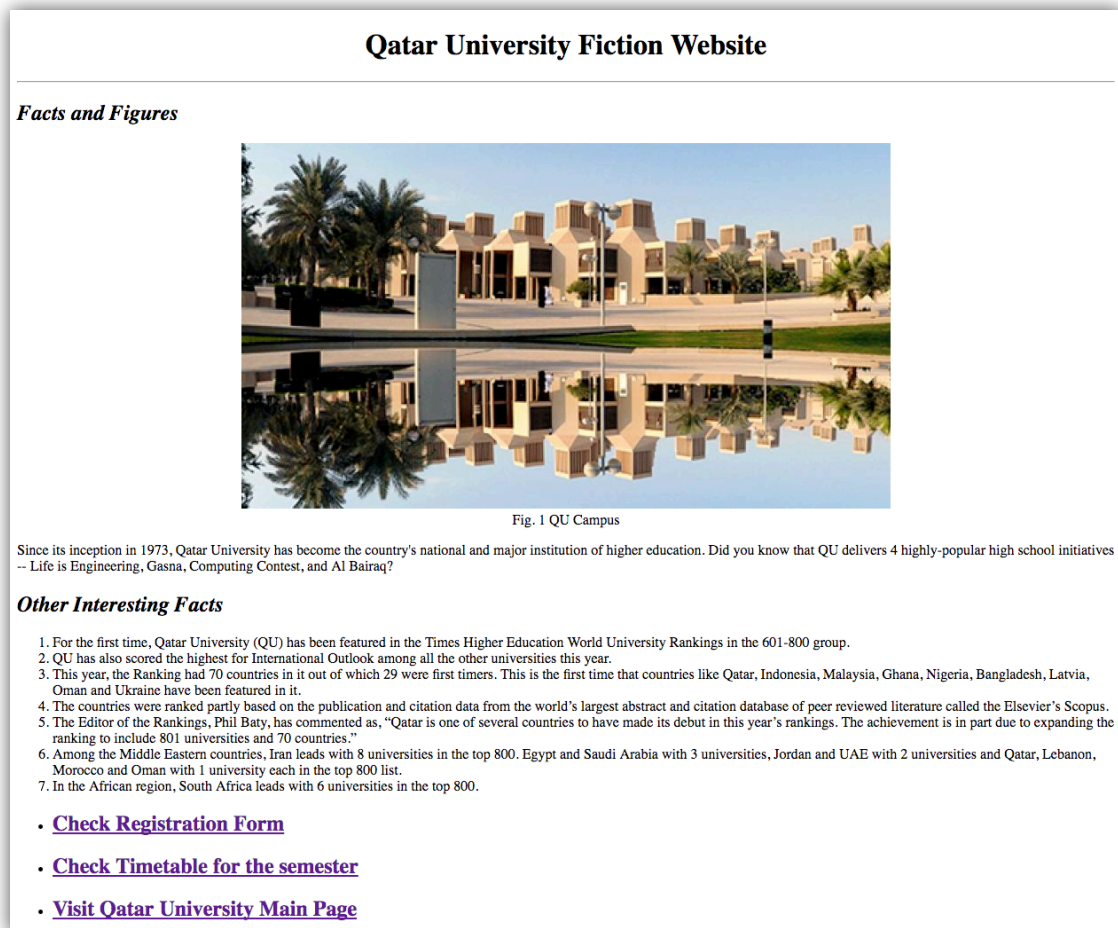 Qatar University Fiction Website
Facts and Figures
Fig. 1 QU Campus
Since its inception in 1973, Qatar University has become the country's national and major institution of higher education. Did you know that QU delivers 4 highly-popular high school initiatives
-- Life is Engineering, Gasna, Computing Contest, and Al Bairaq?
Other Interesting Facts
1. For the first time, Qatar University (QU) has been featured in the Times Higher Education World University Rankings in the 601-800 group.
2. QU has also scored the highest for International Outlook among all the other universities this year.
3. This year, the Ranking had 70 countries in it out of which 29 were first timers. This is the first time that countries like Qatar, Indonesia, Malaysia, Ghana, Nigeria, Bangladesh, Latvia,
Oman and Ukraine have been featured in it.
4. The countries were ranked partly based on the publication and citation data from the world’s largest abstract and citation database of peer reviewed literature called the Elsevier’s Scopus.
5. The Editor of the Rankings, Phil Baty, has commented as, “Qatar is one of several countries to have made its debut in this year’s rankings. The achievement is in part due to expanding the
ranking to include 801 universities and 70 countries.”
6. Among the Middle Eastern countries, Iran leads with 8 universities in the top 800. Egypt and Saudi Arabia with 3 universities, Jordan and UAE with 2 universities and Qatar, Lebanon,
Morocco and Oman with 1 university each in the top 800 list.
7. In the African region, South Africa leads with 6 universities in the top 800.
• Check Registration Form
• Check Timetable for the semester
• Visit Qatar University Main Page